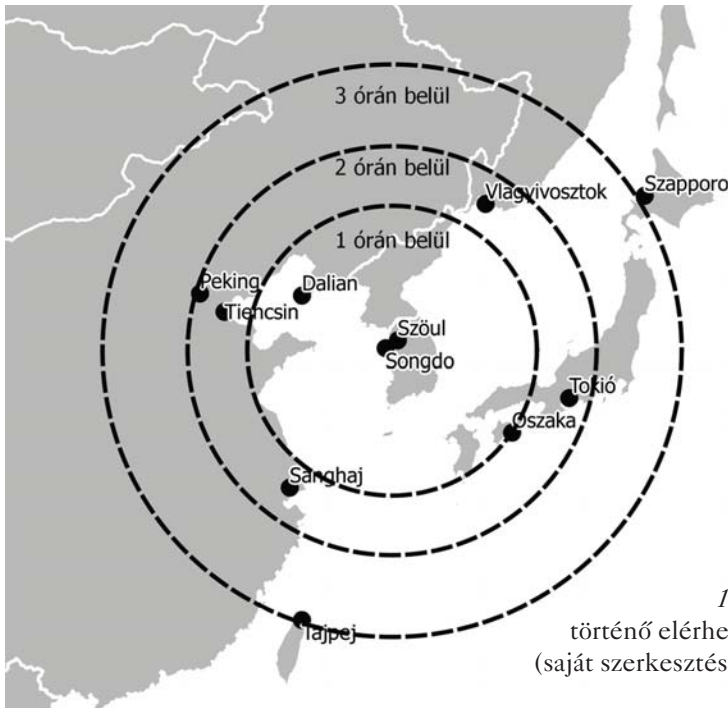 3 órán belül
2 órán belül
Vlagyivosztok
Szapporo
1 órán belül
Peking
Dalian
Tiencsin
Szöul
Songdo
Tokió
Oszaka
Sanghaj
Tajpej
1
történő elérhe
(saját szerkesztés